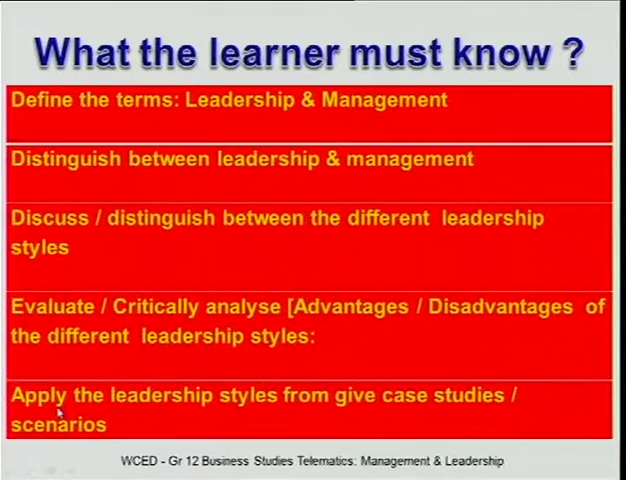 What the learner must know ?
Define the terms: Leadership & Management
Distinguish between leadership & management
Discuss / distinguish between the different leadership
styles
Evaluate / Critically analyse [Advantages / Disadvantages of
the different leadership styles:
Apply the leadership styles from give case studies /
scenarios
WCED - Gr 12 Business Studies Telematics: Management & Leadership